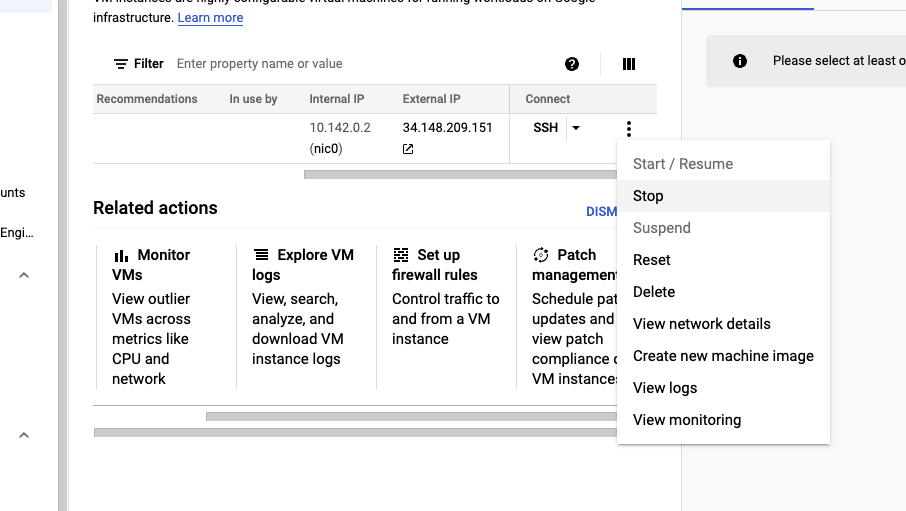 VM instances are highly configurable virtual machines for running workloads on Google
infrastructure. Learn more
Please select at least o
Filter Enter property name or value
Recommendations In use by Internal IP External IP Connect
10.142.0.2 34.148.209.151 SSH
(nic0)
Start / Resume
Stop
Suspend
Reset
Delete
View network details
Create new machine image
View logs
View monitoring
unts
Engi...
Related actions
DISM
Monitor
VMs
View outlier
VMs across
metrics like
CPU and
network
Explore VM
logs
View, search,
analyze, and
download VM
instance logs
Set up
firewall rules
Control traffic to
and from a VM
instance
Patch
management
Schedule pat
updates and
view patch
compliance o
VM instances